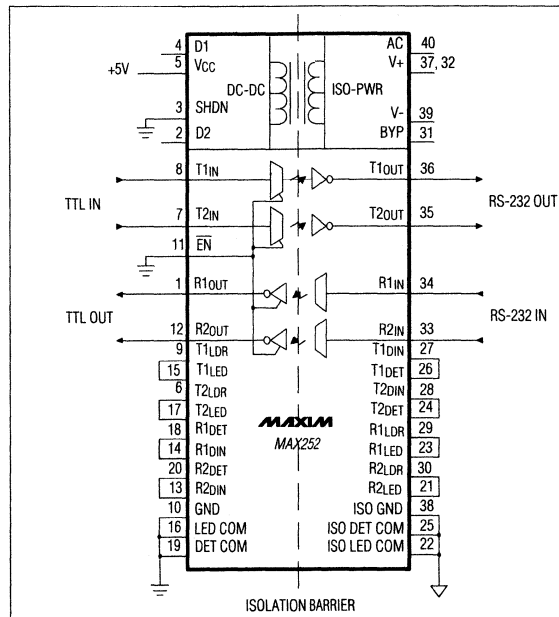 4 D1 AC 40
+5V 5 VCC V+ 37, 32
DC-DC ISO-PWR
3 SHDN V- 39
2 D2 BYP 31
8 T1IN T1OUT 36
TTL IN RS-232 OUT
7 T2IN T2OUT 35
11 EN
1 R1OUT R1IN 34
TTL OUT RS-232 IN
12 R2OUT R2IN 33
9 T1LDR T1DIN 27
15 T1LED T1DET 26
6 T2LDR T2DIN 28
17 T2LED T2DET 24
18 R1DET R1LDR 29
14 R1DIN R1LED 23
20 R2DET R2LDR 30
13 R2DIN R2LED 21
MAXIM
MAX252
10 GND ISO GND 38
16 LED COM ISO DET COM 25
19 DET COM ISO LED COM 22
ISOLATION BARRIER